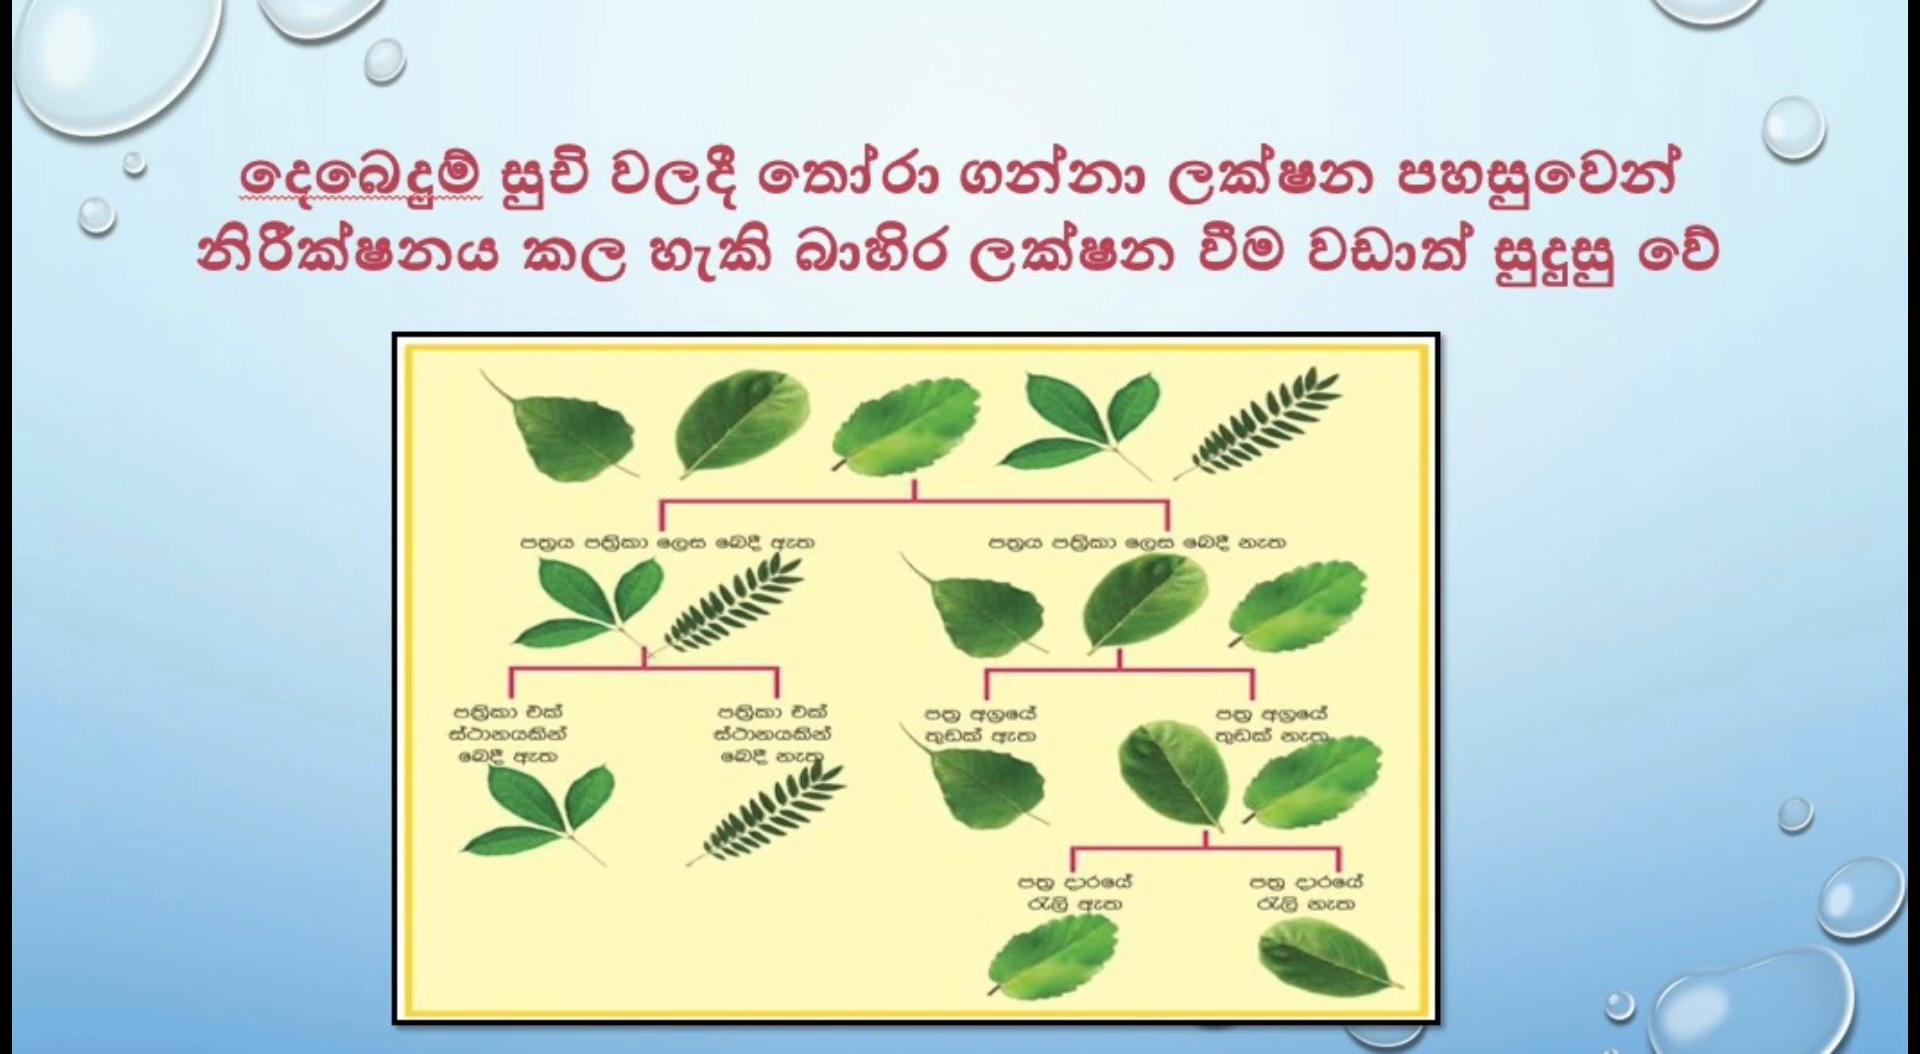 දෙබෙදුම් සුචි වලදී තෝරා ගන්නා ලක්ෂන පහසුවෙන්
නිරීක්ෂනය කල හැකි බාහිර ලක්ෂන වීම වඩාත් සුදුසු වේ
පත්‍රය පත්‍රිකා ලෙස බෙදී ඇත
පත්‍රය පත්‍රිකා ලෙස බෙදී නැත
පත්‍රිකා එක්
ස්ථානයකින්
බෙදී ඇත
පත්‍රිකා එක්
ස්ථානයකින්
බෙදී නැත
පත්‍ර අග්‍රයේ
තුඩක් ඇත
පත්‍ර අග්‍රයේ
තුඩක් නැත
පත්‍ර දාරයේ
රැලි ඇත
පත්‍ර දාරයේ
රැලි නැත